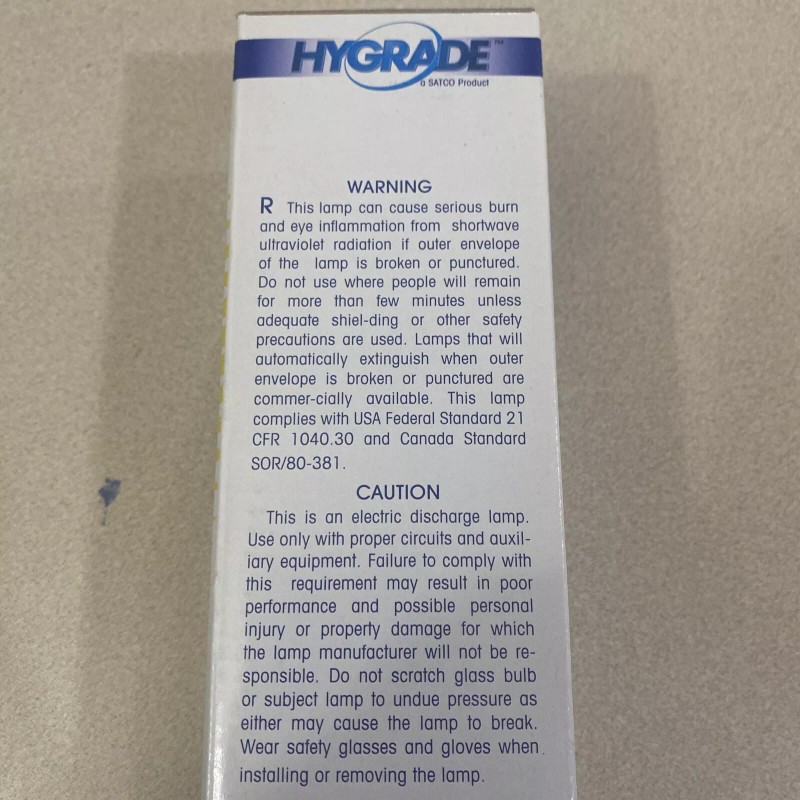 HYGRADE™
a SATCO Product
WARNING
R This lamp can cause serious burn
and eye inflammation from shortwave
ultraviolet radiation if outer envelope
of the lamp is broken or punctured.
Do not use where people will remain
for more than few minutes unless
adequate shiel-ding or other safety
precautions are used. Lamps that will
automatically extinguish when outer
envelope is broken or punctured are
commer-cially available. This lamp
complies with USA Federal Standard 21
CFR 1040.30 and Canada Standard
SOR/80-381.
CAUTION
This is an electric discharge lamp.
Use only with proper circuits and auxil-
iary equipment. Failure to comply with
this requirement may result in poor
performance and possible personal
injury or property damage for which
the lamp manufacturer will not be re-
sponsible. Do not scratch glass bulb
or subject lamp to undue pressure as
either may cause the lamp to break.
Wear safety glasses and gloves when
installing or removing the lamp.